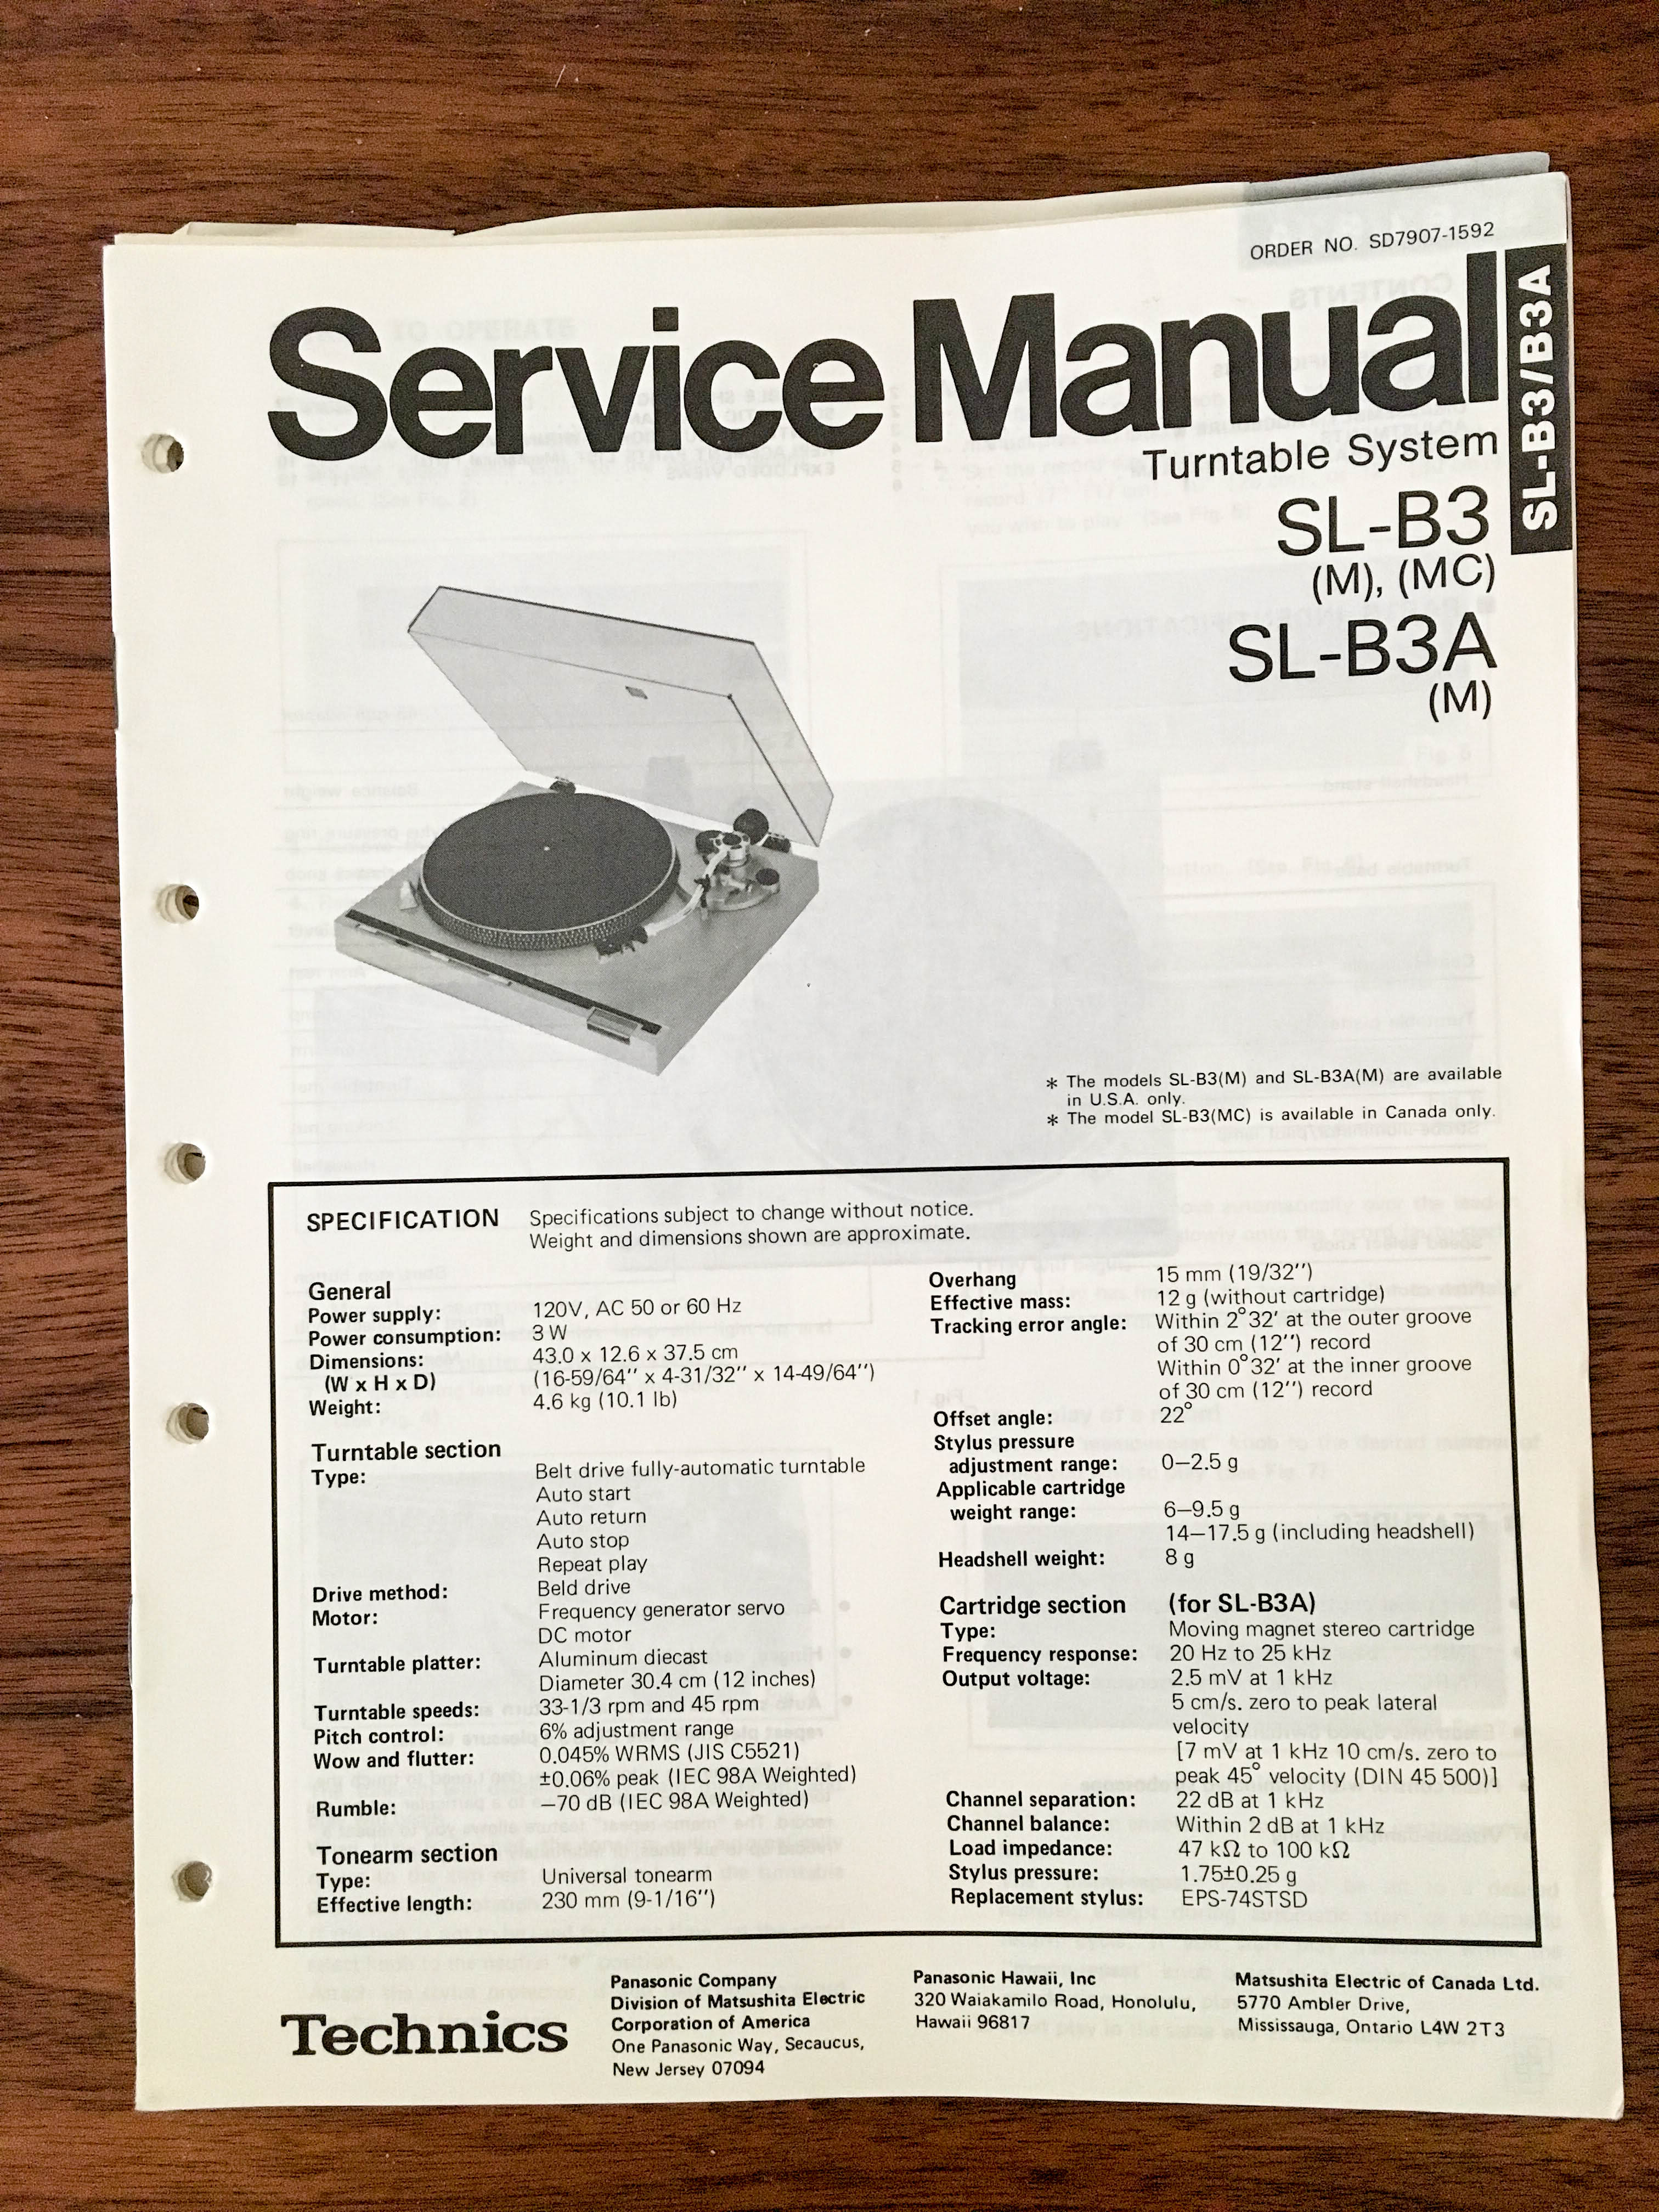 ORDER NO. SD7907-1592
Service Manual
SL-B3/B3A
Turntable System
SL-B3
(M), (MC)
SL-B3A
(M)
* The models SL-B3(M) and SL-B3A(M) are available
in U.S.A. only.
* The model SL-B3(MC) is available in Canada only.
SPECIFICATION Specifications subject to change without notice.
Weight and dimensions shown are approximate.
General
Power supply: 120V, AC 50 or 60 Hz
Power consumption: 3 W
Dimensions: 43.0 x 12.6 x 37.5 cm
(W x H x D) (16-59/64'' x 4-31/32'' x 14-49/64'')
Weight: 4.6 kg (10.1 lb)
Turntable section
Type: Belt drive fully-automatic turntable
Auto start
Auto return
Auto stop
Repeat play
Drive method: Beld drive
Motor: Frequency generator servo
DC motor
Turntable platter: Aluminum diecast
Diameter 30.4 cm (12 inches)
Turntable speeds: 33-1/3 rpm and 45 rpm
Pitch control: 6% adjustment range
Wow and flutter: 0.045% WRMS (JIS C5521)
±0.06% peak (IEC 98A Weighted)
Rumble: −70 dB (IEC 98A Weighted)
Tonearm section
Type: Universal tonearm
Effective length: 230 mm (9-1/16'')
Overhang 15 mm (19/32'')
Effective mass: 12 g (without cartridge)
Tracking error angle: Within 2°32' at the outer groove
of 30 cm (12'') record
Within 0°32' at the inner groove
of 30 cm (12'') record
Offset angle: 22°
Stylus pressure
adjustment range: 0−2.5 g
Applicable cartridge
weight range: 6−9.5 g
14−17.5 g (including headshell)
Headshell weight: 8 g
Cartridge section (for SL-B3A)
Type: Moving magnet stereo cartridge
Frequency response: 20 Hz to 25 kHz
Output voltage: 2.5 mV at 1 kHz
5 cm/s. zero to peak lateral
velocity
[7 mV at 1 kHz 10 cm/s. zero to
peak 45° velocity (DIN 45 500)]
Channel separation: 22 dB at 1 kHz
Channel balance: Within 2 dB at 1 kHz
Load impedance: 47 kΩ to 100 kΩ
Stylus pressure: 1.75±0.25 g
Replacement stylus: EPS-74STSD
Technics
Panasonic Company
Division of Matsushita Electric
Corporation of America
One Panasonic Way, Secaucus,
New Jersey 07094
Panasonic Hawaii, Inc
320 Waiakamilo Road, Honolulu,
Hawaii 96817
Matsushita Electric of Canada Ltd.
5770 Ambler Drive,
Mississauga, Ontario L4W 2T3